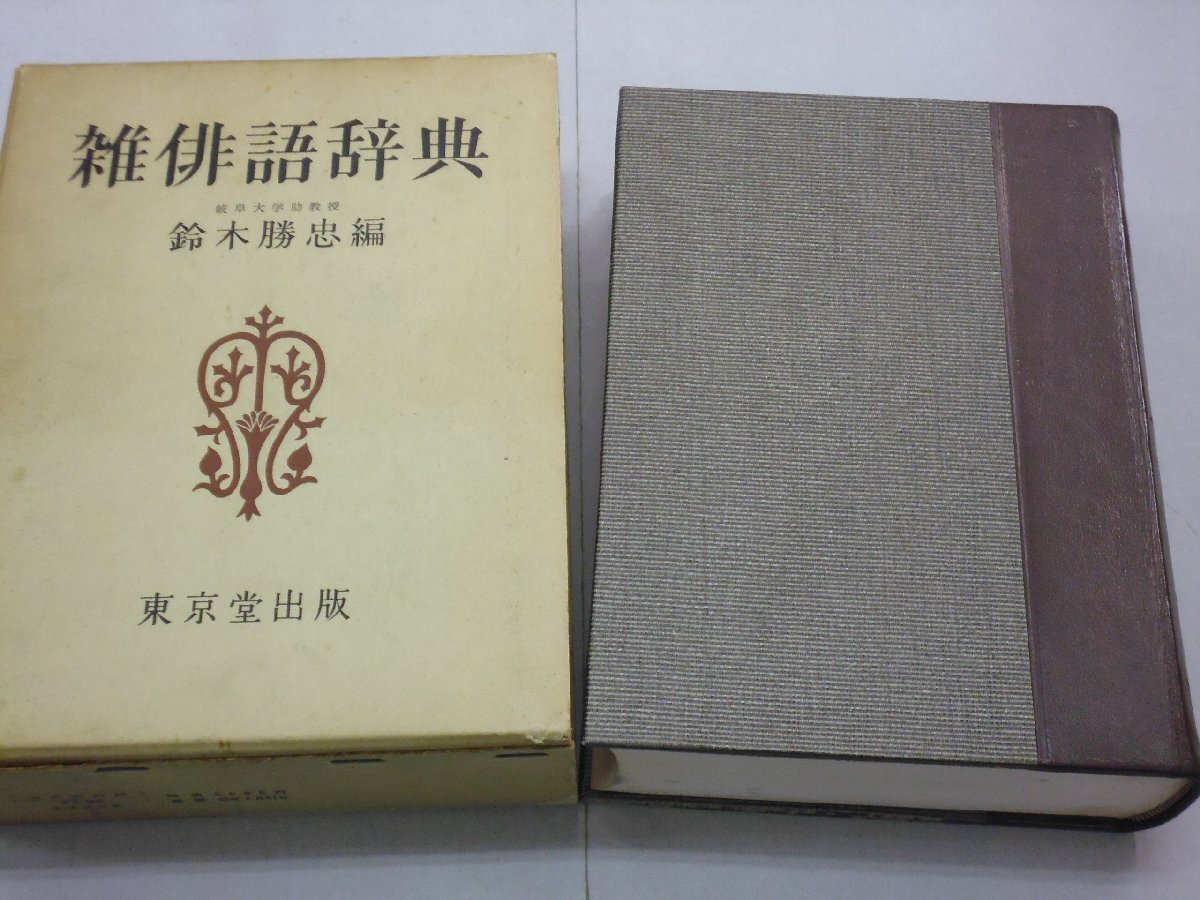 雑俳語辞典
岐阜大学助教授
鈴木勝忠編
東京堂出版